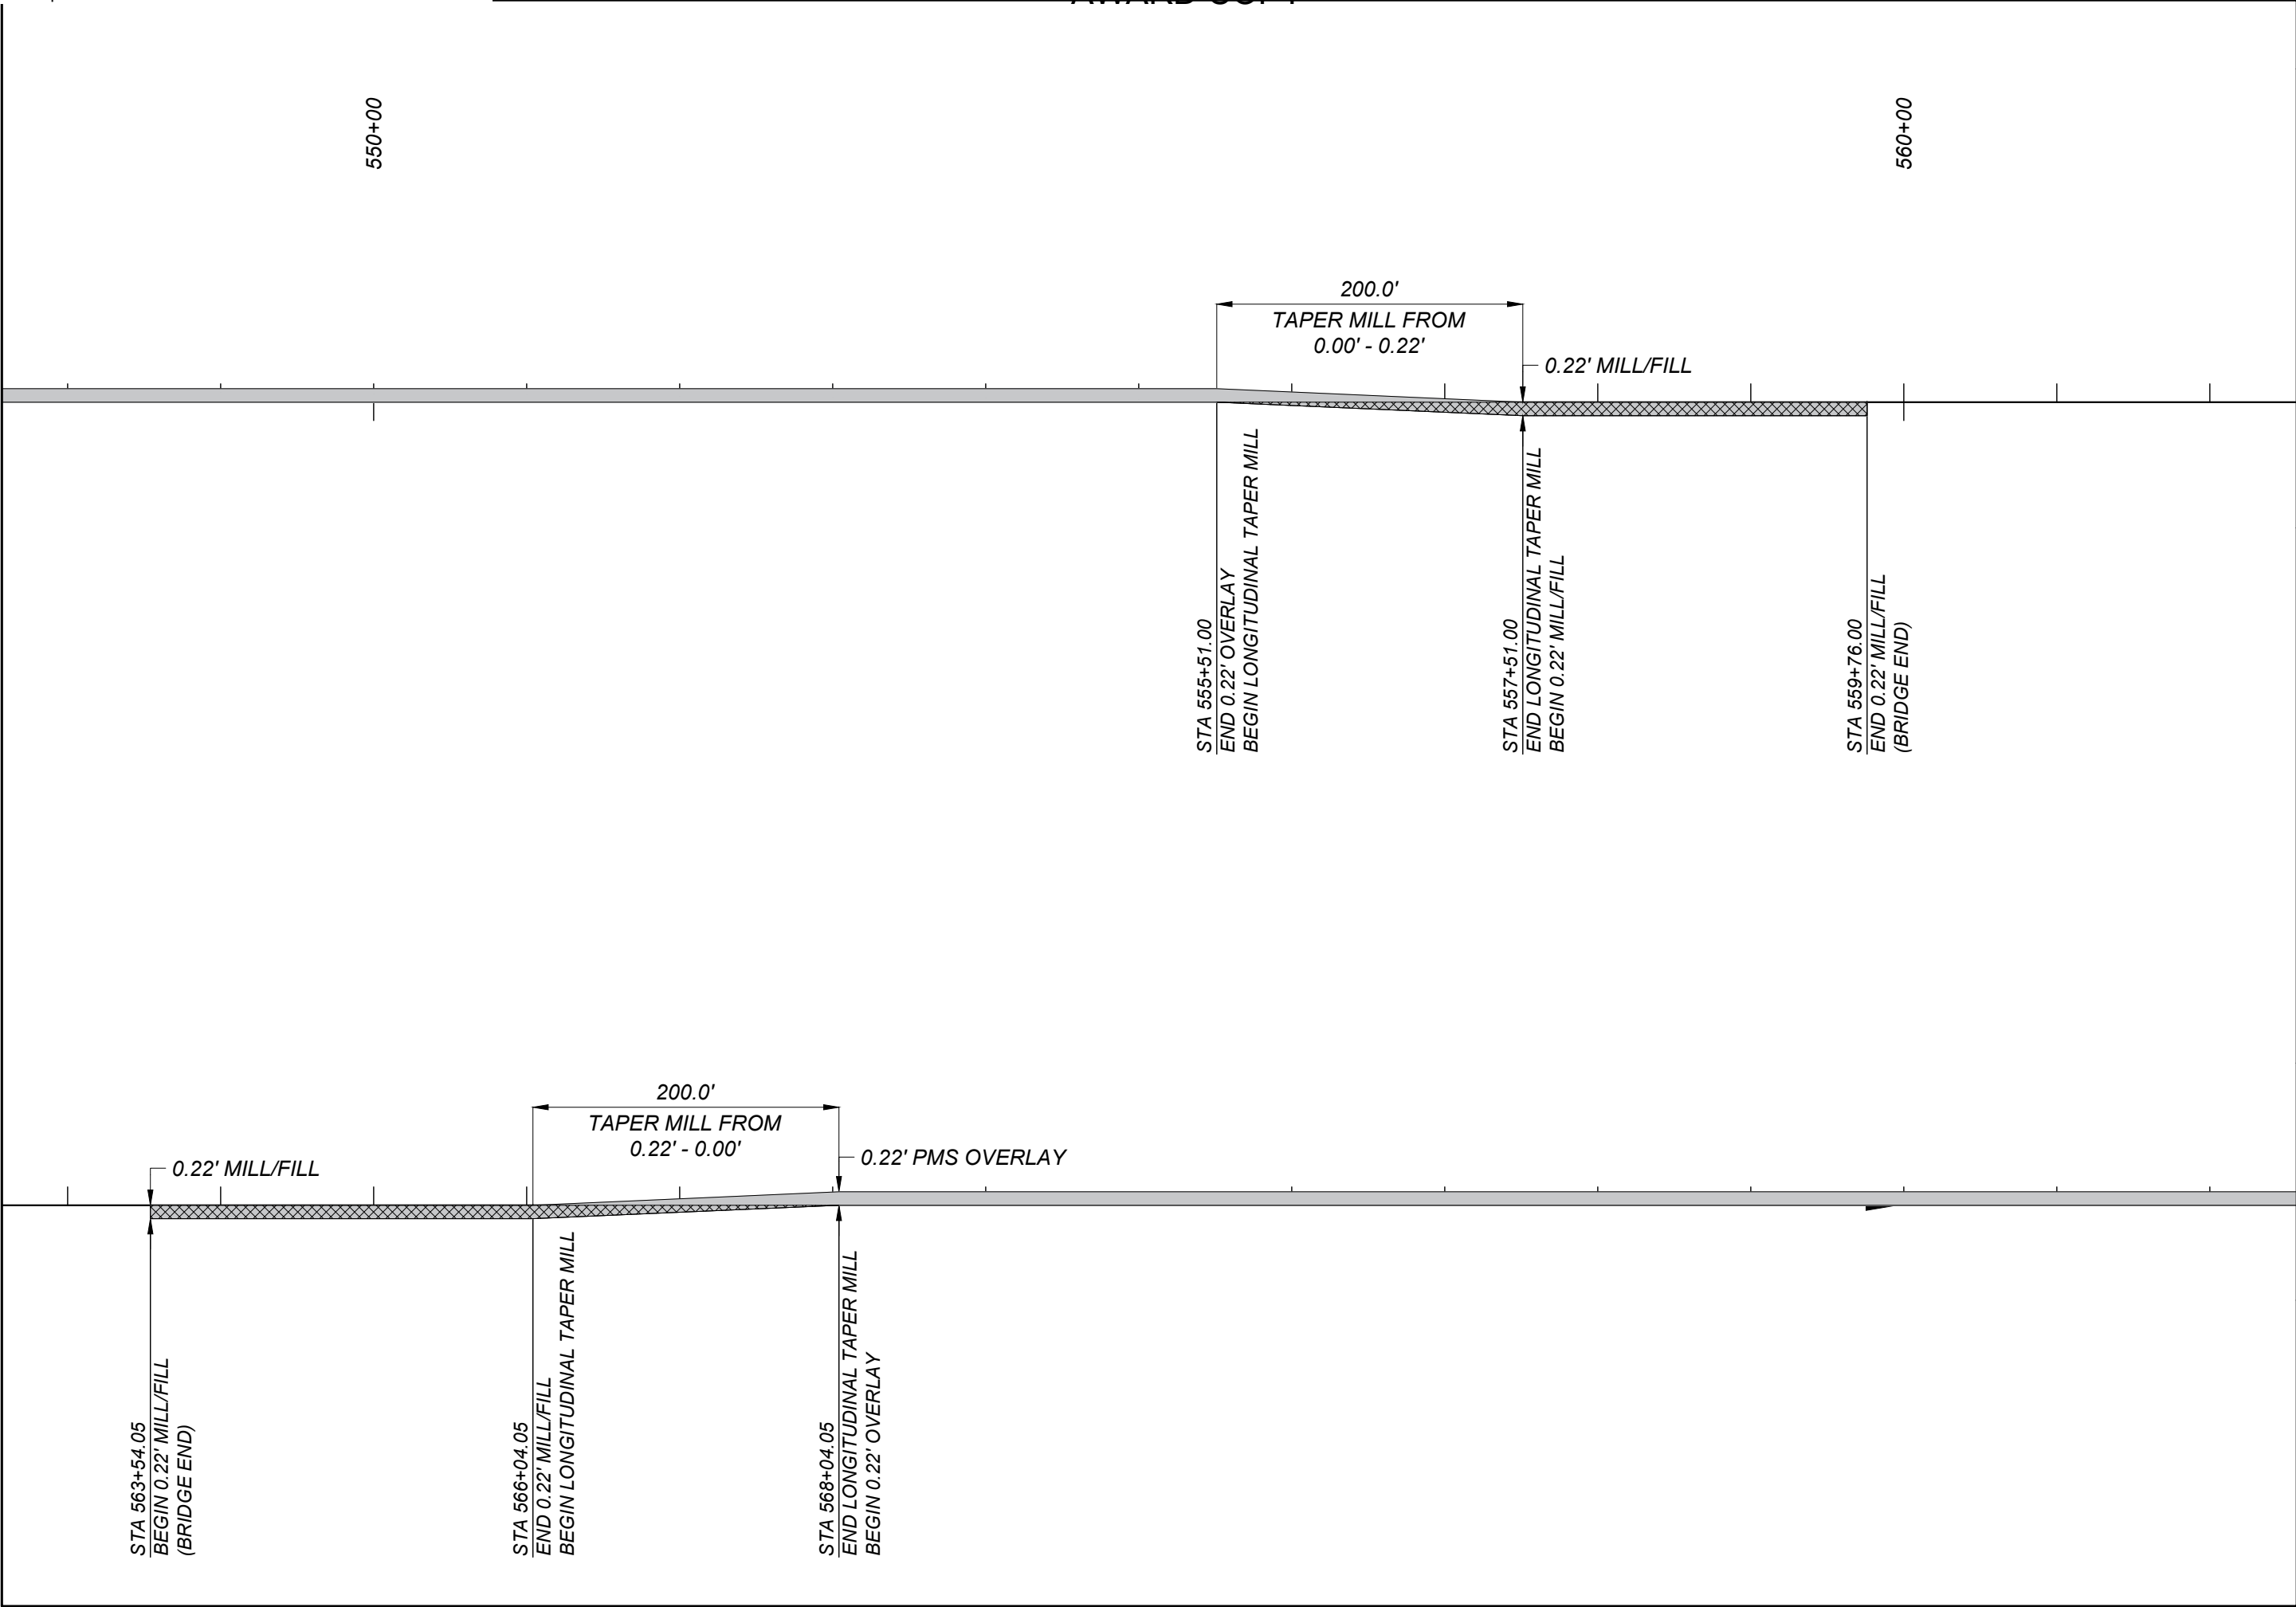 550+00
560+00
200.0'
TAPER MILL FROM
0.00' - 0.22'
0.22' MILL/FILL
STA 555+51.00
END 0.22' OVERLAY
BEGIN LONGITUDINAL TAPER MILL
STA 557+51.00
END LONGITUDINAL TAPER MILL
BEGIN 0.22' MILL/FILL
STA 559+76.00
END 0.22' MILL/FILL
(BRIDGE END)
200.0'
TAPER MILL FROM
0.22' - 0.00'
0.22' MILL/FILL
0.22' PMS OVERLAY
STA 563+54.05
BEGIN 0.22' MILL/FILL
(BRIDGE END)
STA 566+04.05
END 0.22' MILL/FILL
BEGIN LONGITUDINAL TAPER MILL
STA 568+04.05
END LONGITUDINAL TAPER MILL
BEGIN 0.22' OVERLAY